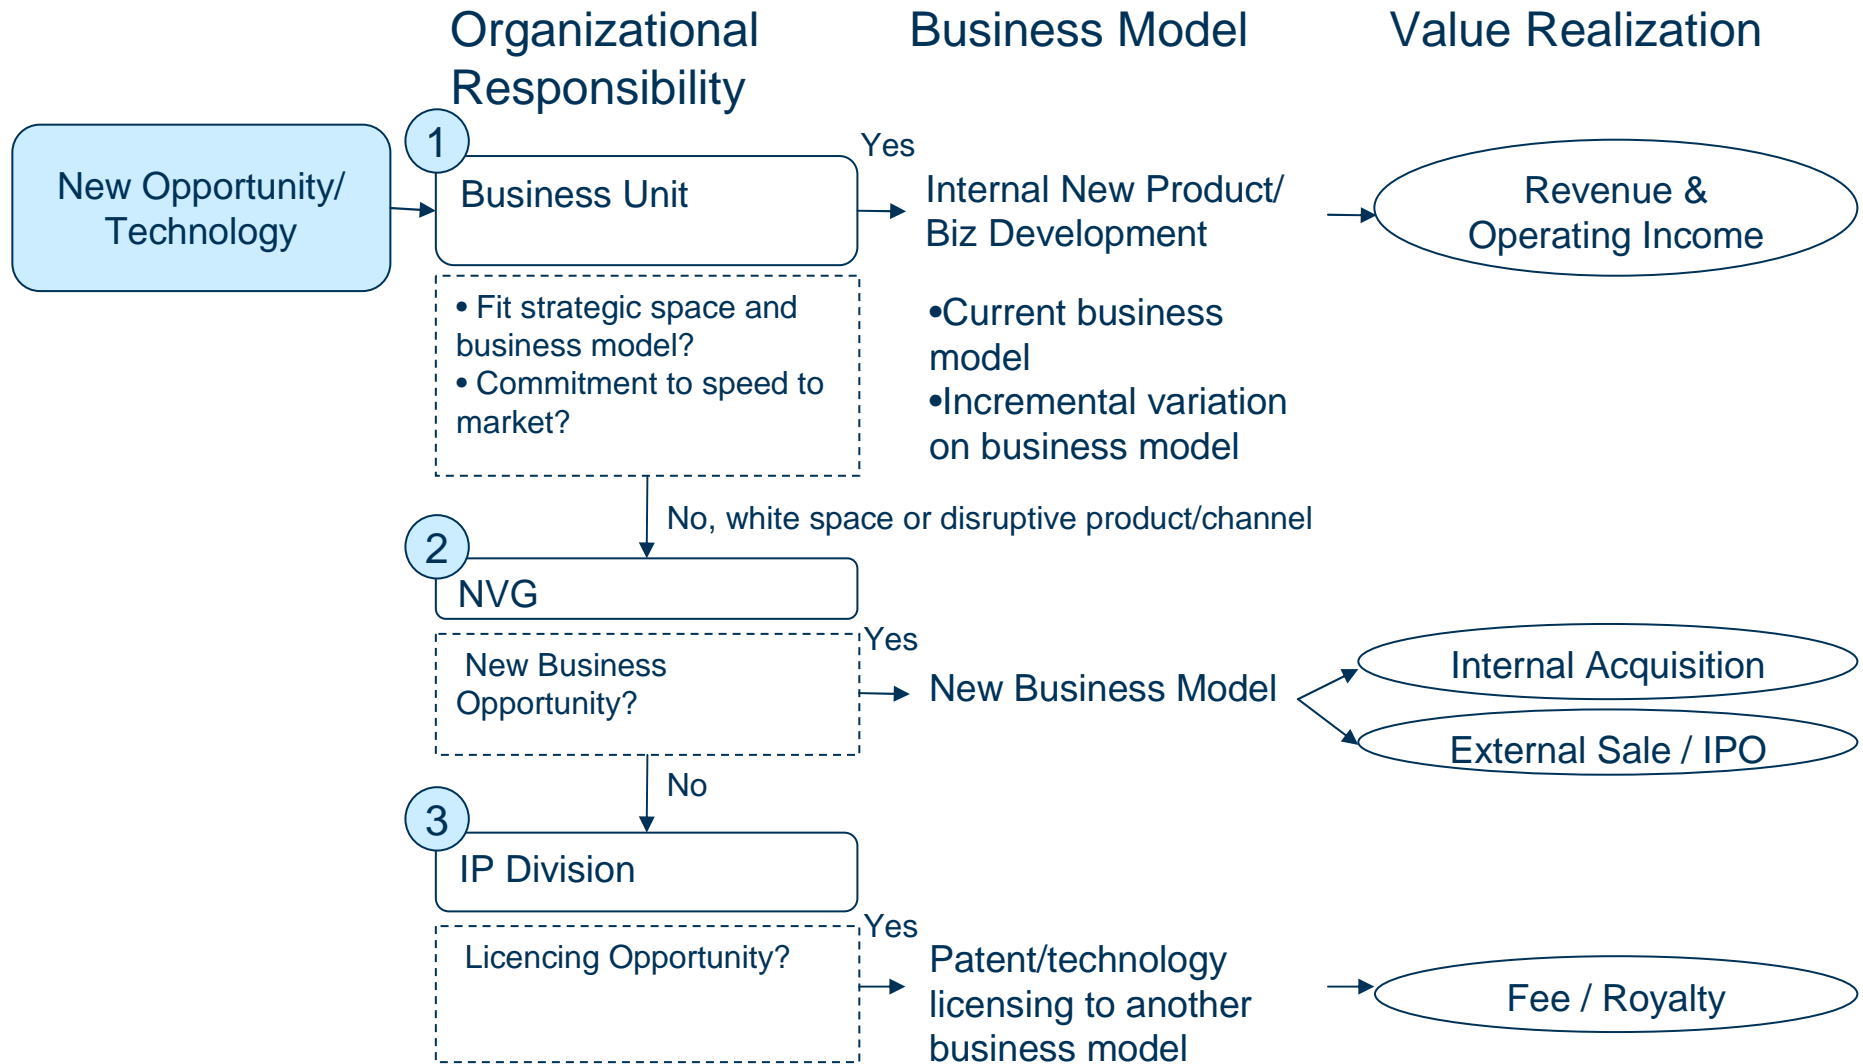 Organizational
Responsibility
Business Model
Value Realization
New Opportunity/
Technology
1
Business Unit
Yes
Internal New Product/
Biz Development
Revenue &
Operating Income
• Fit strategic space and
business model?
• Commitment to speed to
market?
•Current business
model
•Incremental variation
on business model
No, white space or disruptive product/channel
2
NVG
New Business
Opportunity?
Yes
New Business Model
Internal Acquisition
External Sale / IPO
No
3
IP Division
Licencing Opportunity?
Yes
Patent/technology
licensing to another
business model
Fee / Royalty